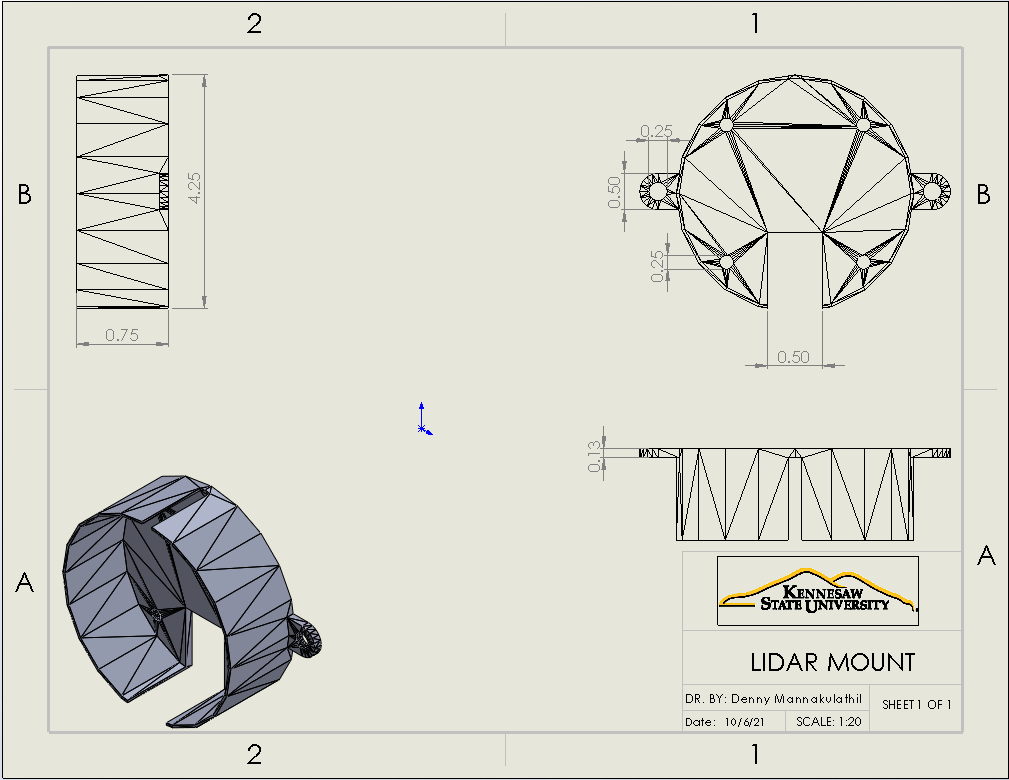 2
1
B
B
0.25
0.50
4.25
0.25
0.75
0.50
0.13
A
A
KENNESAW
STATE UNIVERSITY
LIDAR MOUNT
DR. BY: Denny Mannakulathil
SHEET 1 OF 1
Date: 10/6/21
SCALE: 1:20
2
1